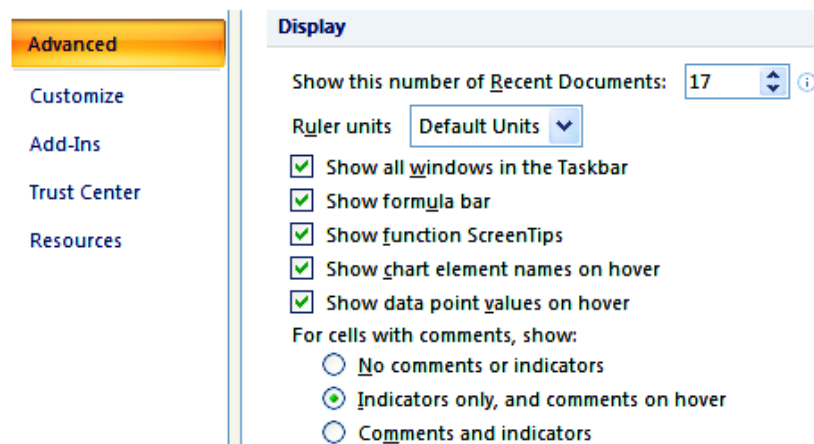 Advanced
Customize
Add-Ins
Trust Center
Resources
Display
Show this number of Recent Documents: 17
Ruler units Default Units
Show all windows in the Taskbar
Show formula bar
Show function ScreenTips
Show chart element names on hover
Show data point values on hover
For cells with comments, show:
No comments or indicators
Indicators only, and comments on hover
Comments and indicators